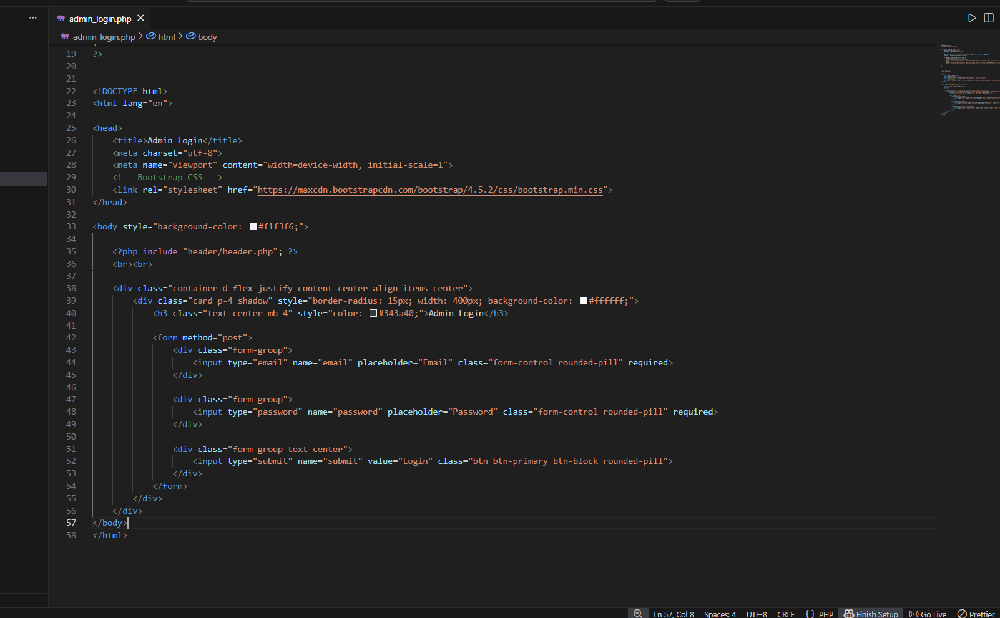 admin_login.php
admin_login.php > html > body
19 ?>
20
21
22 <!DOCTYPE html>
23 <html lang="en">
24
25 <head>
26 <title>Admin Login</title>
27 <meta charset="utf-8">
28 <meta name="viewport" content="width=device-width, initial-scale=1">
29 <!-- Bootstrap CSS -->
30 <link rel="stylesheet" href="https://maxcdn.bootstrapcdn.com/bootstrap/4.5.2/css/bootstrap.min.css">
31 </head>
32
33 <body style="background-color: #f1f3f6;">
34
35 <?php include "header/header.php"; ?>
36 <br><br>
37
38 <div class="container d-flex justify-content-center align-items-center">
39 <div class="card p-4 shadow" style="border-radius: 15px; width: 400px; background-color: #ffffff;">
40 <h3 class="text-center mb-4" style="color: #343a40;">Admin Login</h3>
41
42 <form method="post">
43 <div class="form-group">
44 <input type="email" name="email" placeholder="Email" class="form-control rounded-pill" required>
45 </div>
46
47 <div class="form-group">
48 <input type="password" name="password" placeholder="Password" class="form-control rounded-pill" required>
49 </div>
50
51 <div class="form-group text-center">
52 <input type="submit" name="submit" value="Login" class="btn btn-primary btn-block rounded-pill">
53 </div>
54 </form>
55 </div>
56 </div>
57 </body>
58 </html>
Ln 57, Col 8 Spaces: 4 UTF-8 CRLF { } PHP Finish Setup Go Live Prettier